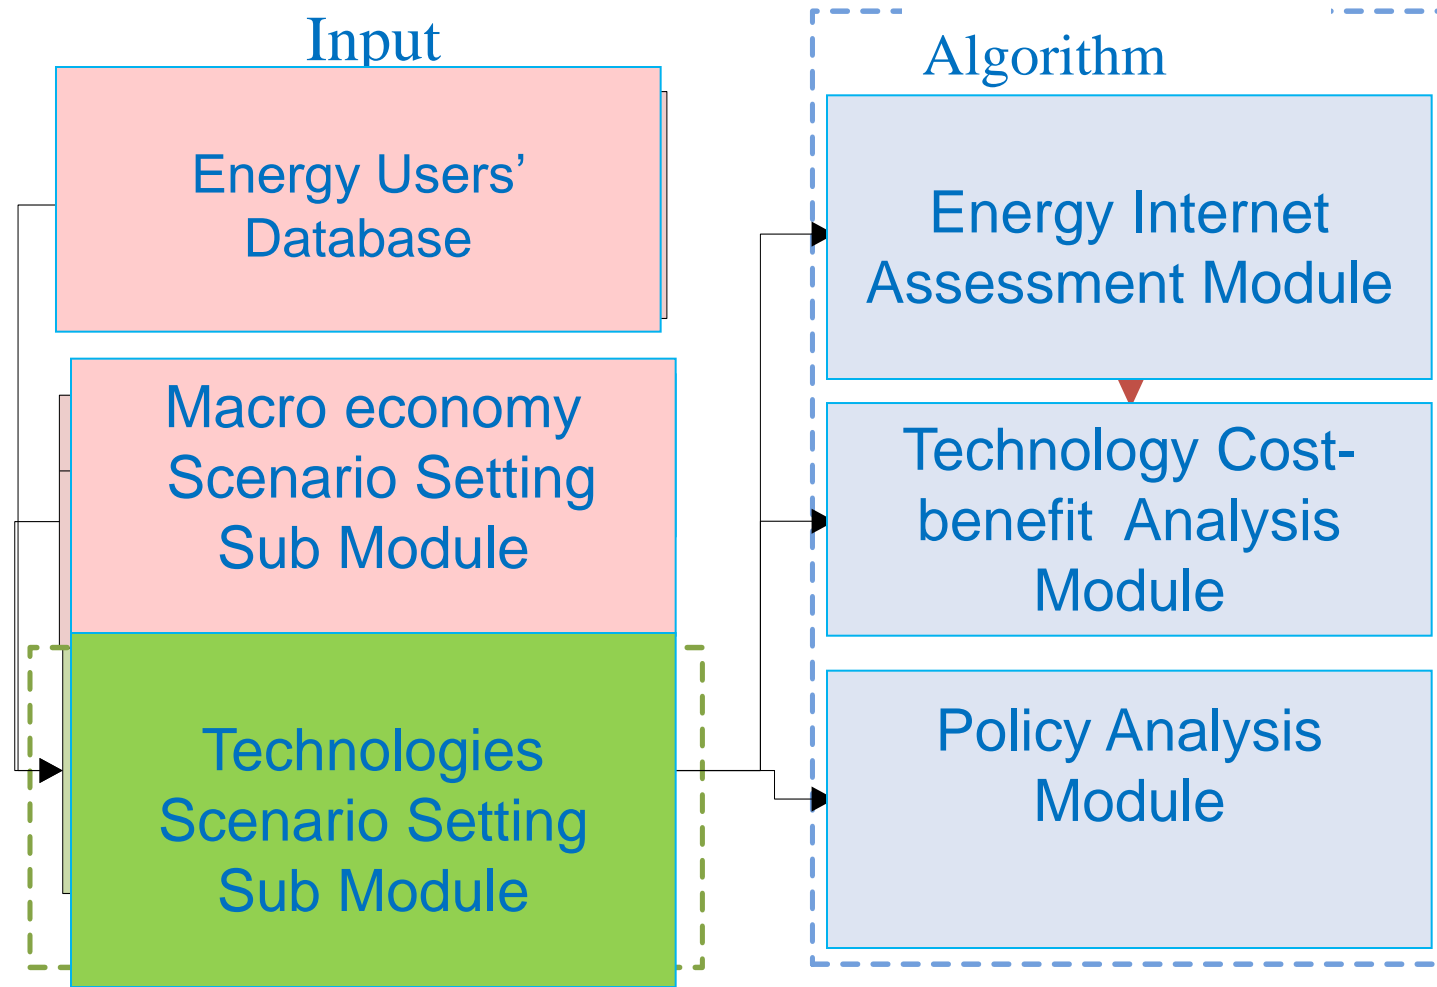 Input
Energy Users’
Database
Macro economy
Scenario Setting
Sub Module
Technologies
Scenario Setting
Sub Module
Algorithm
Energy Internet
Assessment Module
Technology Cost-
benefit  Analysis
Module
Policy Analysis
Module